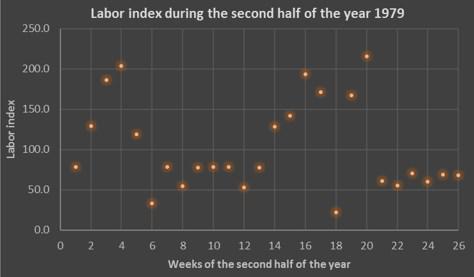 Labor index during the second half of the year 1979
250.0
200.0
150.0
100.0
50.0
0.0
Labor index
0 2 4 6 8 10 12 14 16 18 20 22 24 26
Weeks of the second half of the year